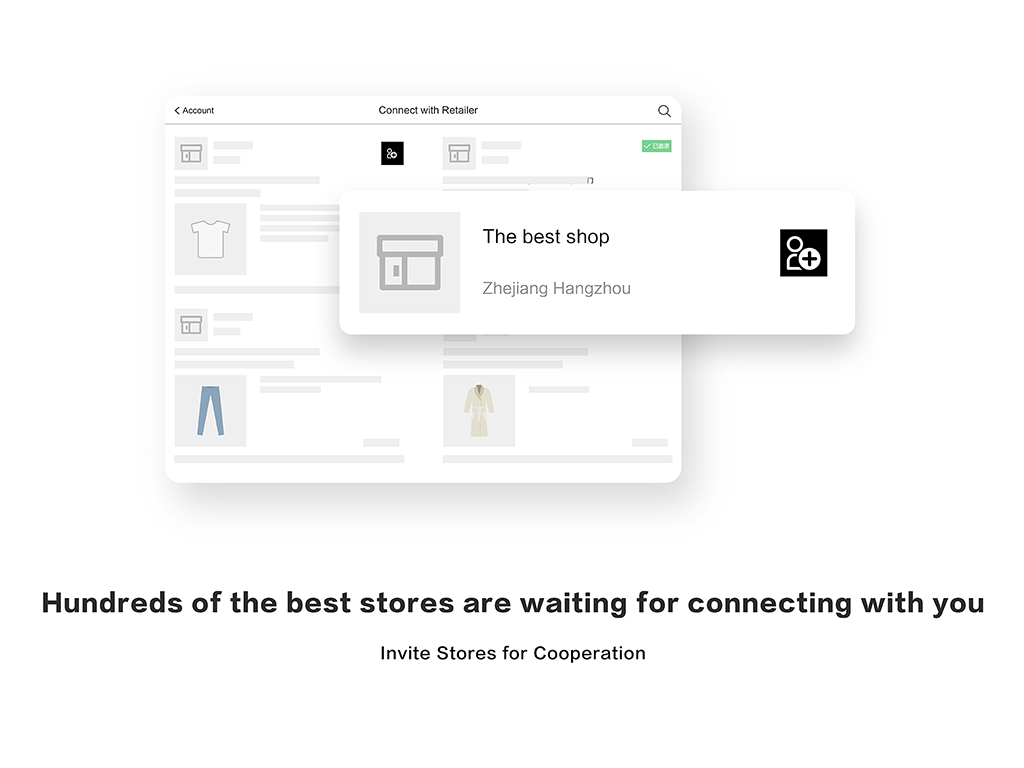 Account
Connect with Retailer
已邀请
The best shop
Zhejiang Hangzhou
Hundreds of the best stores are waiting for connecting with you
Invite Stores for Cooperation